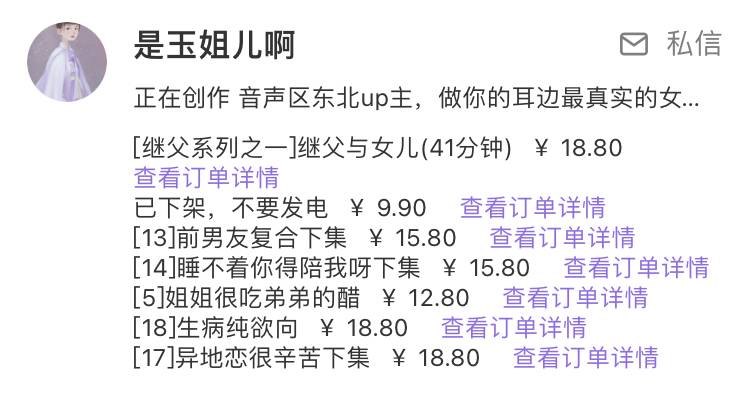 是玉姐儿啊
私信
正在创作 音声区东北up主，做你的耳边最真实的女...
[继父系列之一]继父与女儿(41分钟) ¥ 18.80
查看订单详情
已下架，不要发电 ¥ 9.90 查看订单详情
[13]前男友复合下集 ¥ 15.80 查看订单详情
[14]睡不着你得陪我呀下集 ¥ 15.80 查看订单详情
[5]姐姐很吃弟弟的醋 ¥ 12.80 查看订单详情
[18]生病纯欲向 ¥ 18.80 查看订单详情
[17]异地恋很辛苦下集 ¥ 18.80 查看订单详情